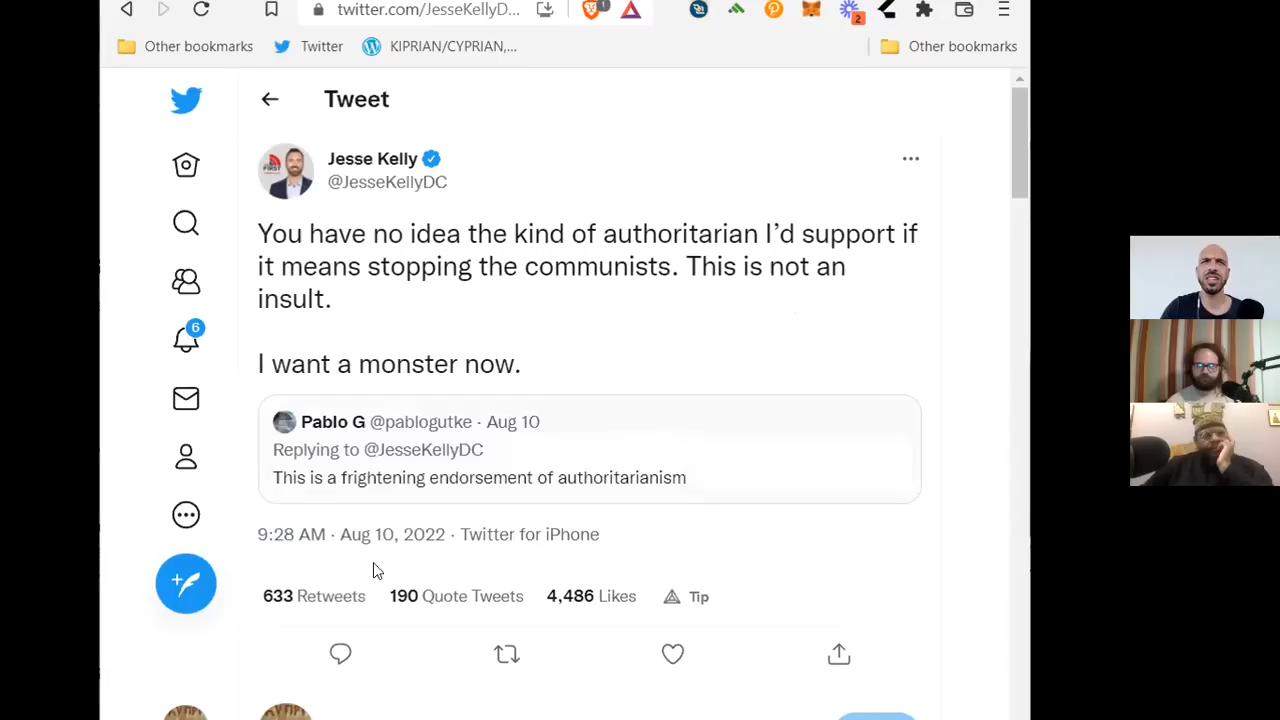 twitter.com/JesseKellyD...
1
2
Other bookmarks
Twitter
KIPRIAN/CYPRIAN,...
Other bookmarks
Tweet
Jesse Kelly
@JesseKellyDC
You have no idea the kind of authoritarian I’d support if
it means stopping the communists. This is not an
insult.
I want a monster now.
Pablo G @pablogutke · Aug 10
Replying to @JesseKellyDC
This is a frightening endorsement of authoritarianism
6
9:28 AM · Aug 10, 2022 · Twitter for iPhone
633 Retweets 190 Quote Tweets 4,486 Likes Tip